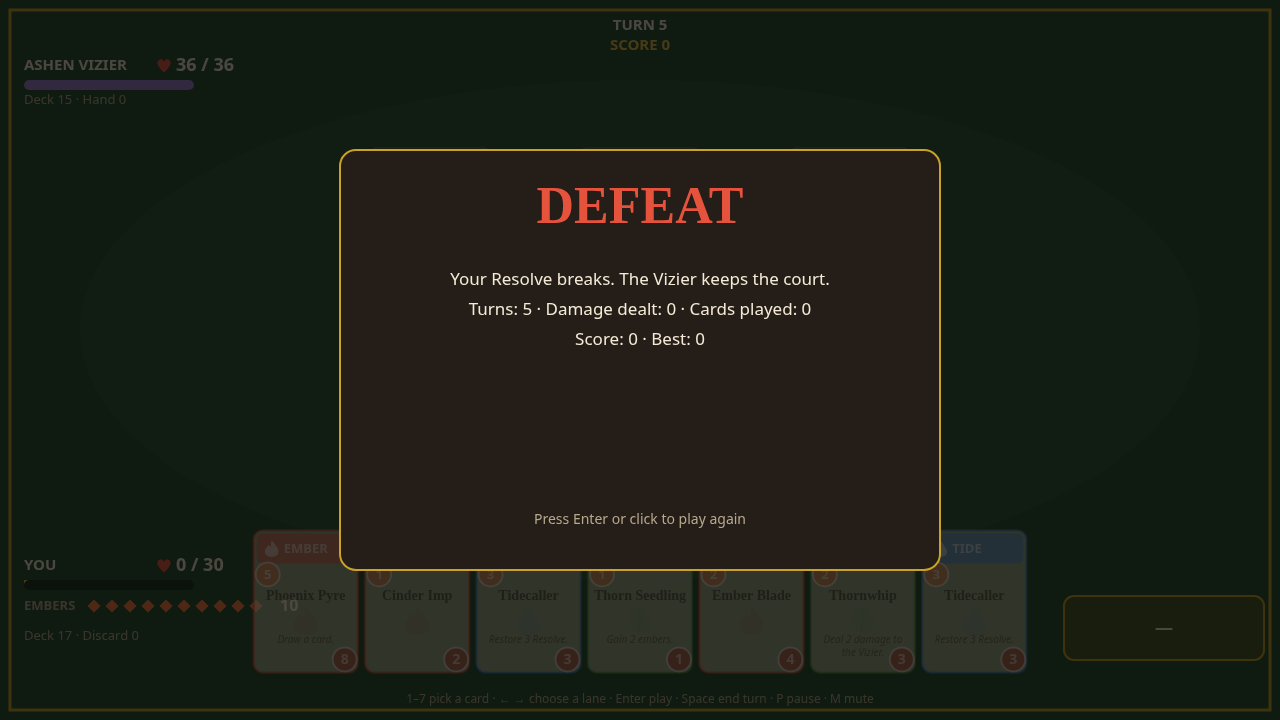 TURN 5
SCORE 0
ASHEN VIZIER 36 / 36
Deck 15 · Hand 0
DEFEAT
Your Resolve breaks. The Vizier keeps the court.
Turns: 5 · Damage dealt: 0 · Cards played: 0
Score: 0 · Best: 0
Press Enter or click to play again
YOU 0 / 30
EMBERS 10
Deck 17 · Discard 0
EMBER
5
Phoenix Pyre
Draw a card.
8
1
Cinder Imp
2
3
Tidecaller
Restore 3 Resolve.
3
1
Thorn Seedling
Gain 2 embers.
1
2
Ember Blade
4
2
Thornwhip
Deal 2 damage to
the Vizier.
3
TIDE
3
Tidecaller
Restore 3 Resolve.
3
—
1–7 pick a card · ← → choose a lane · Enter play · Space end turn · P pause · M mute